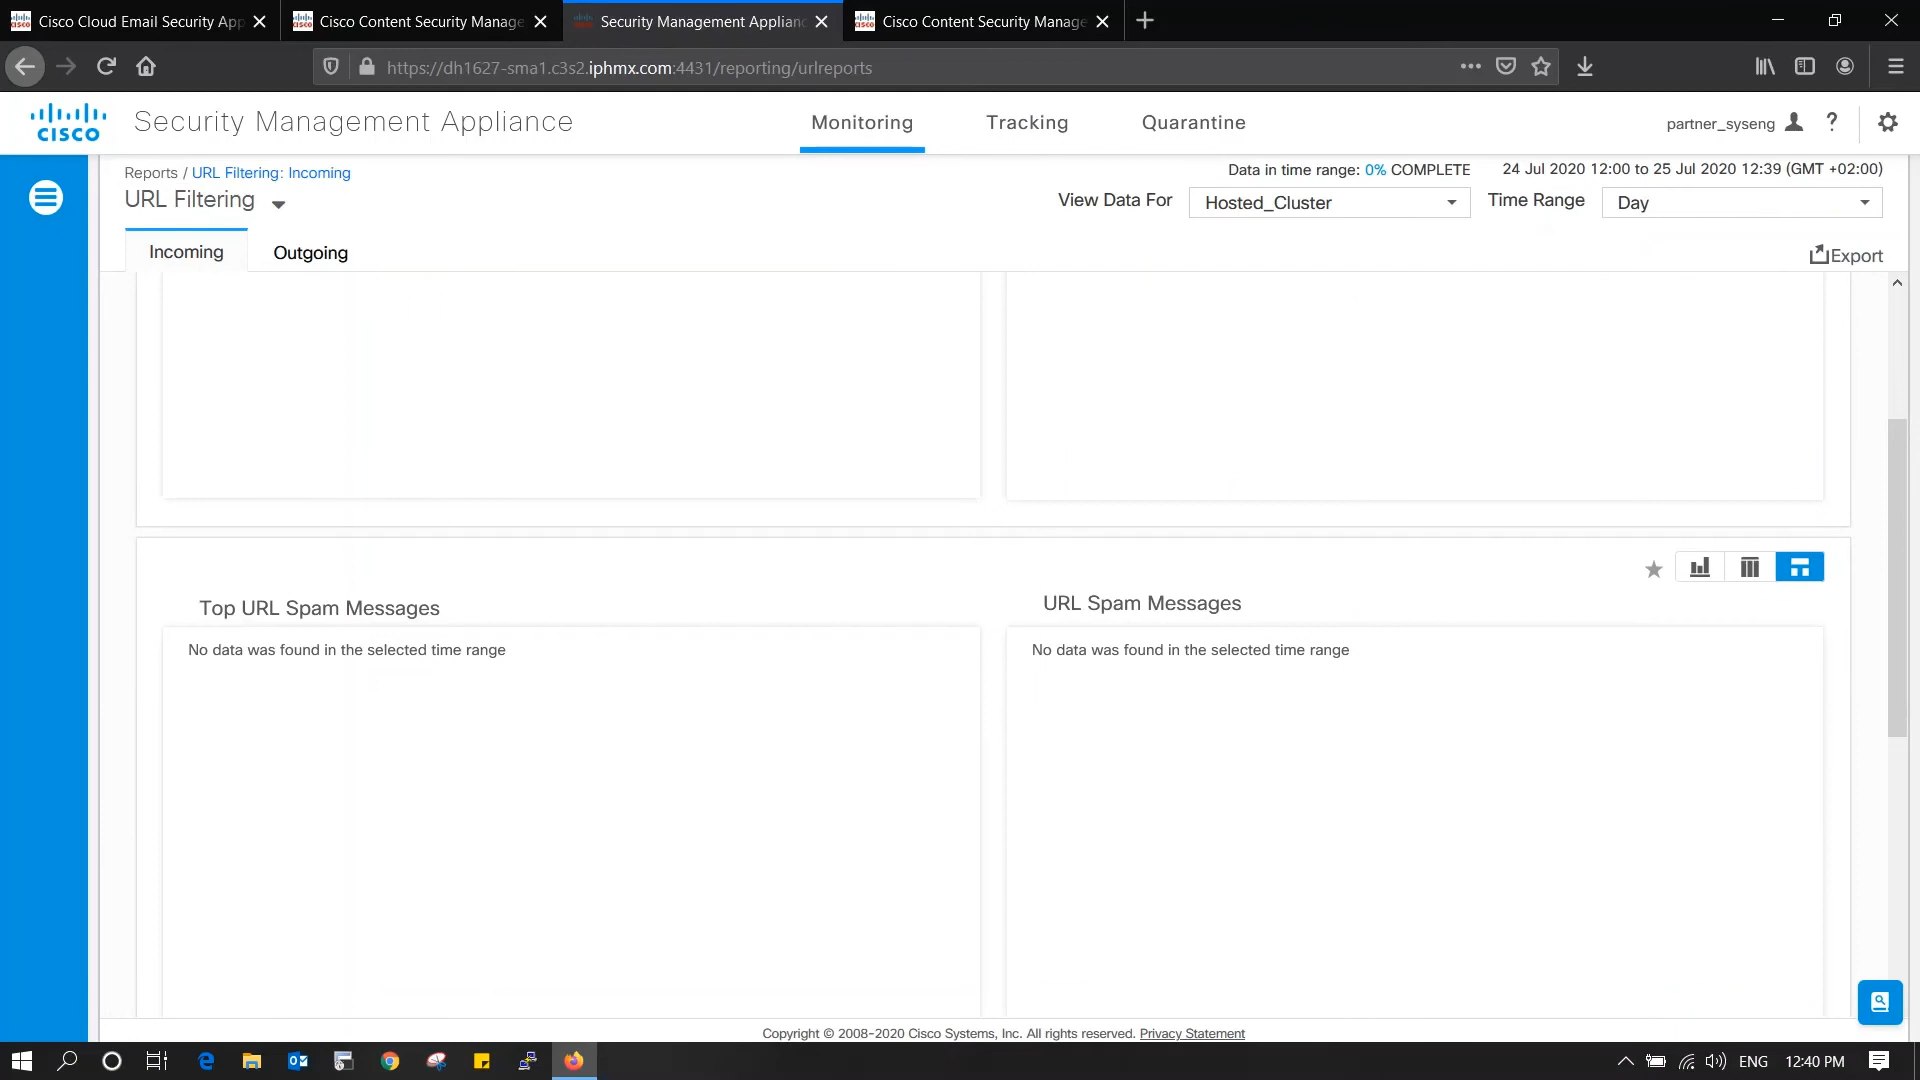 Cisco Cloud Email Security App
Cisco Content Security Manage
Security Management Applianc
Cisco Content Security Manage
https://dh1627-sma1.c3s2.iphmx.com:4431/reporting/urlreports
CISCO
Security Management Appliance
Monitoring
Tracking
Quarantine
partner_syseng
?
Reports / URL Filtering: Incoming
Data in time range: 0% COMPLETE
24 Jul 2020 12:00 to 25 Jul 2020 12:39 (GMT +02:00)
URL Filtering
View Data For
Hosted_Cluster
Time Range
Day
Incoming
Outgoing
Export
Top URL Spam Messages
URL Spam Messages
No data was found in the selected time range
No data was found in the selected time range
Copyright © 2008-2020 Cisco Systems, Inc. All rights reserved. Privacy Statement
ENG
12:40 PM